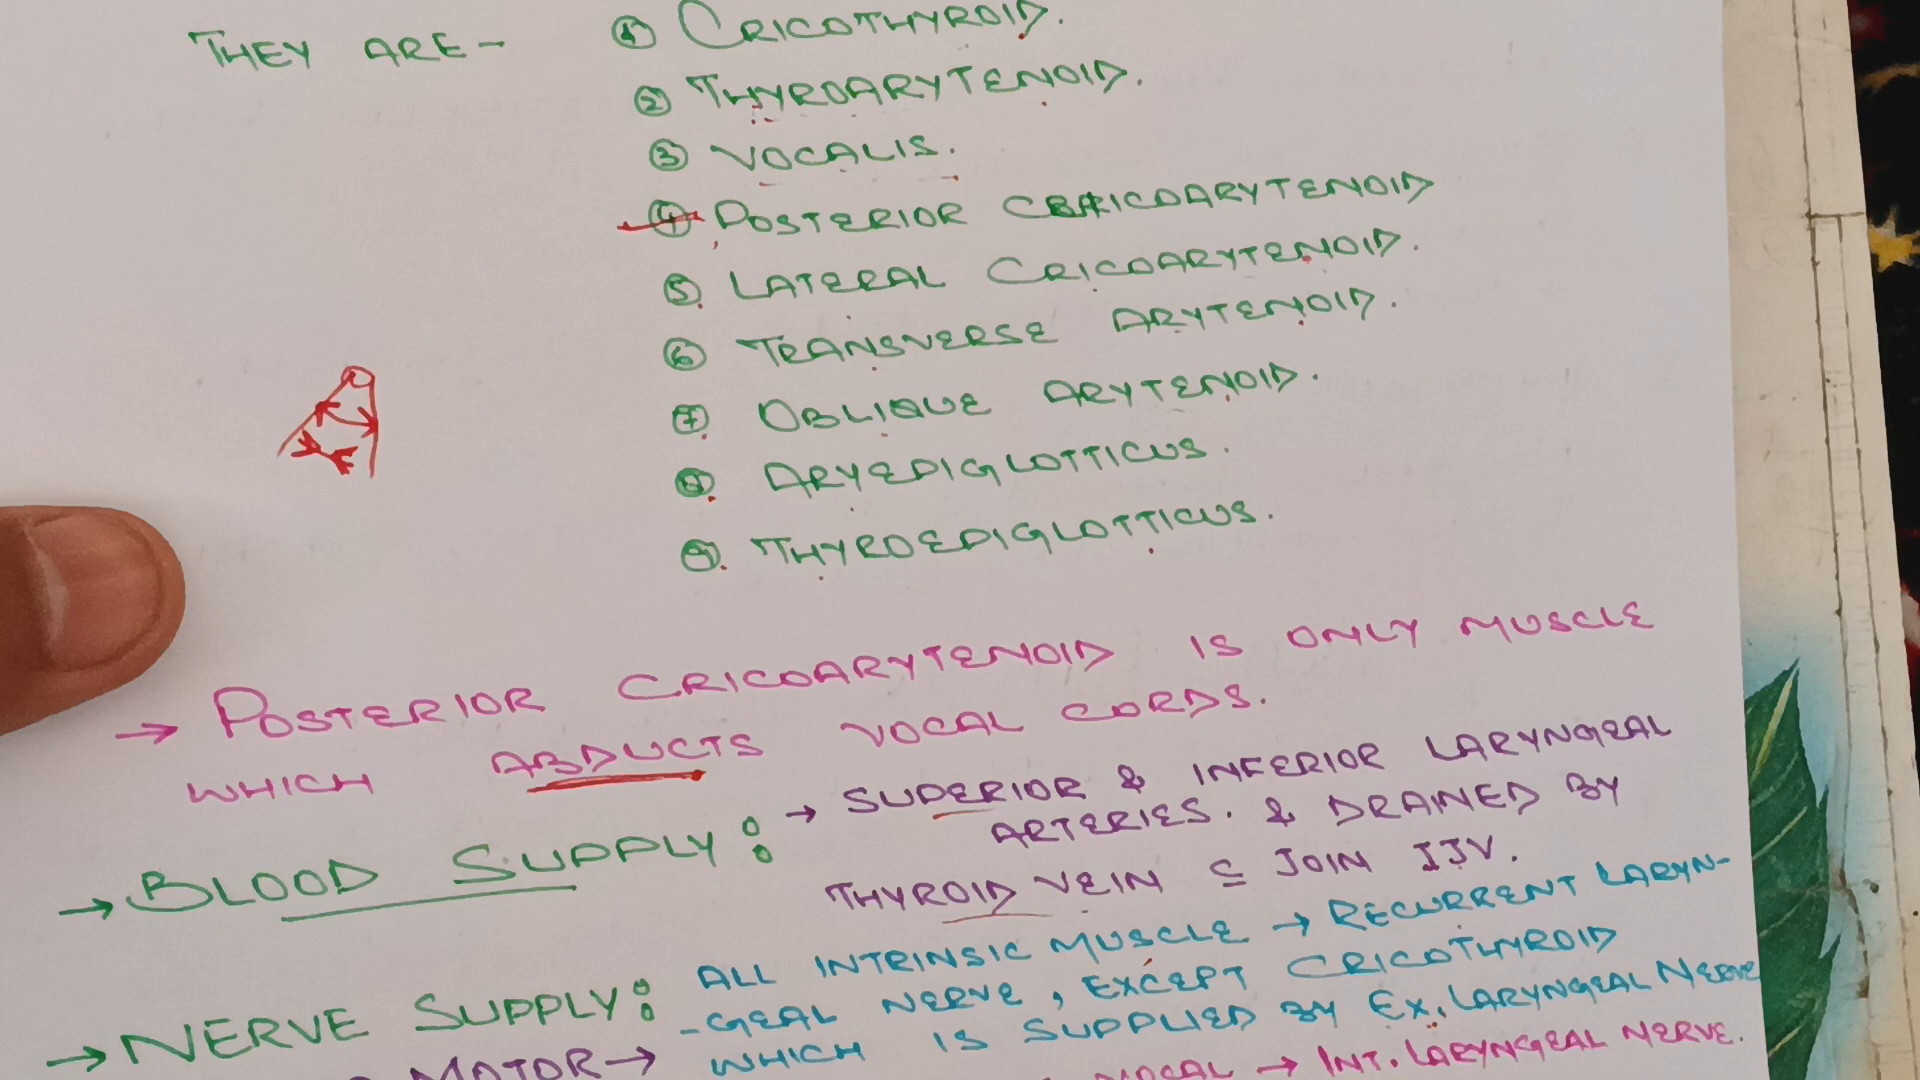 THEY ARE - ① CRICOTHYROID.
② THYROARYTENOID.
③ VOCALIS.
④ POSTERIOR CRICOARYTENOID
⑤ LATERAL CRICOARYTENOID.
⑥ TRANSVERSE ARYTENOID.
⑦ OBLIQUE ARYTENOID.
⑧ ARYEPIGLOTTICUS.
⑨ THYROEPIGLOTTICUS.
→ POSTERIOR CRICOARYTENOID IS ONLY MUSCLE
WHICH ABDUCTS VOCAL CORDS.
→ BLOOD SUPPLY : → SUPERIOR & INFERIOR LARYNGEAL
ARTERIES. & DRAINED BY
THYROID VEIN JOIN IJV.
→ NERVE SUPPLY : ALL INTRINSIC MUSCLE → RECURRENT LARYN-
-GEAL NERVE, EXCEPT CRICOTHYROID
MOTOR → WHICH IS SUPPLIED BY EX. LARYNGEAL NERVE
VOCAL → INT. LARYNGEAL NERVE.